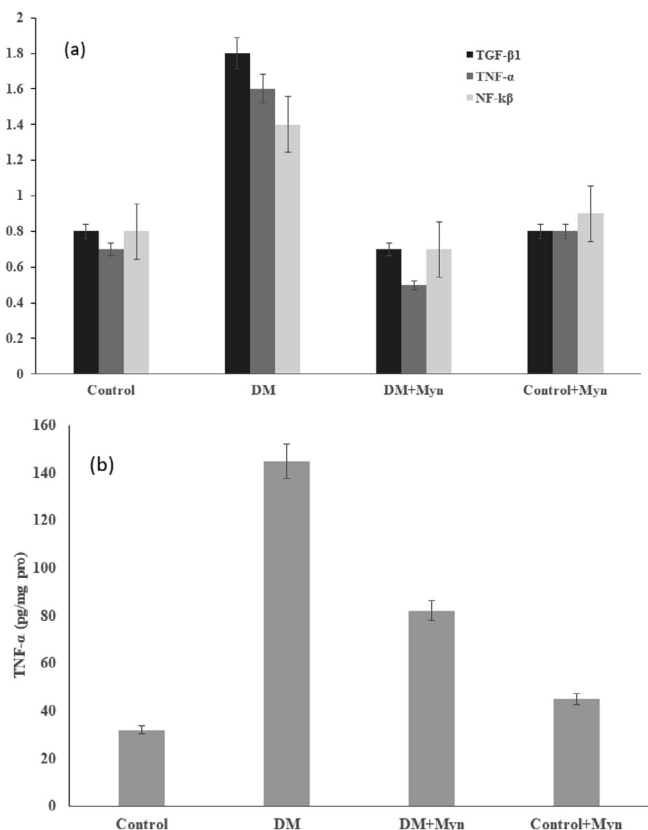 (a)
2
1.8
1.6
1.4
1.2
1
0.8
0.6
0.4
0.2
0
TGF-β1
TNF-α
NF-kβ
Control DM DM+Myn Control+Myn
(b)
TNF-α (pg/mg pro)
160
140
120
100
80
60
40
20
0
Control DM DM+Myn Control+Myn